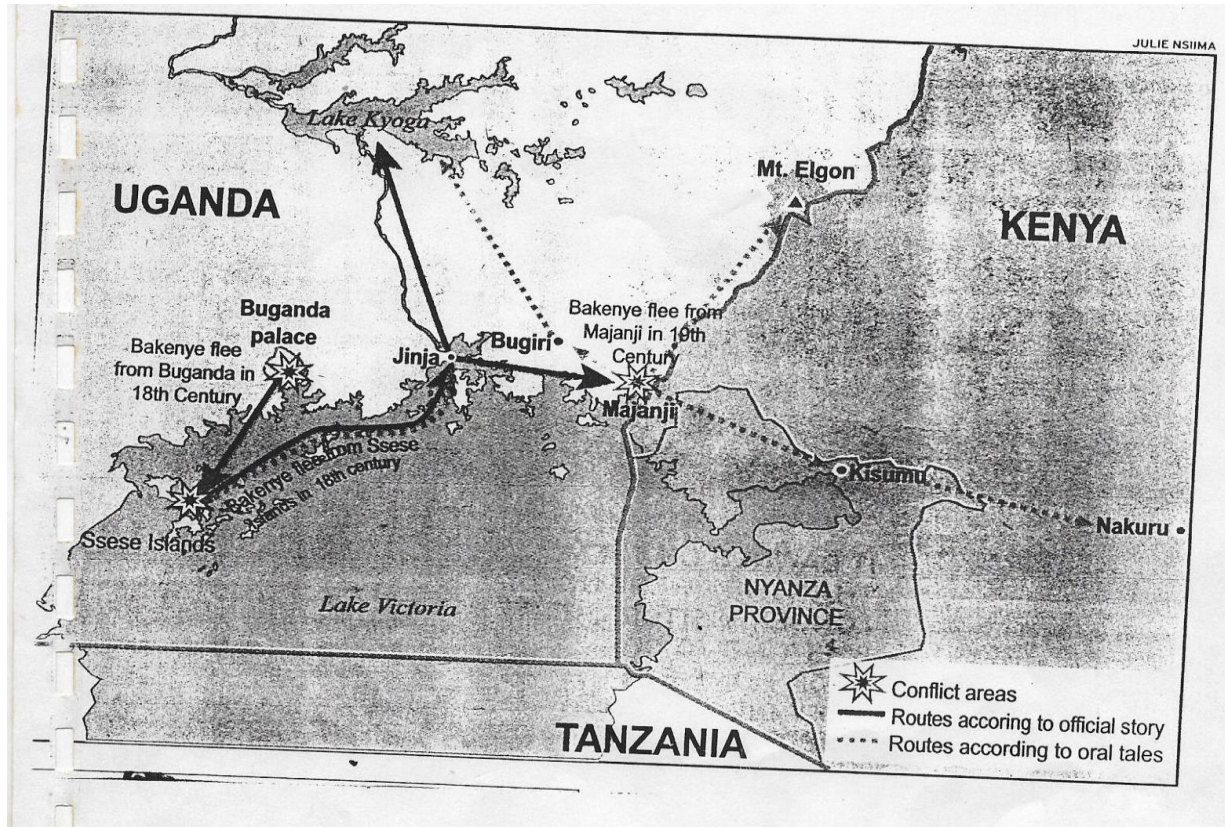 JULIE NSIIMA
Lake Kyoga
Mt. Elgon
UGANDA
KENYA
Buganda
palace
Bakenye flee
from Buganda in
18th Century
Jinja
Bugiri
Bakenye flee from
Majanji in 19th
Century
Majanji
Bakenye flee from Ssese
Islands in 18th century
Ssese Islands
Kisumu
Nakuru
Lake Victoria
NYANZA
PROVINCE
TANZANIA
Conflict areas
Routes accoring to official story
Routes according to oral tales